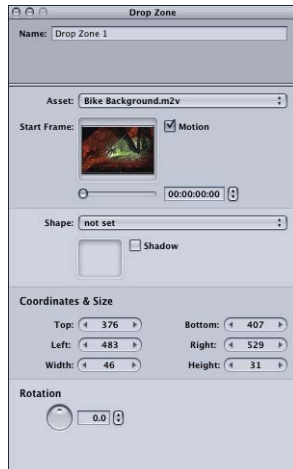 Drop Zone
Name: Drop Zone 1
Asset: Bike Background.m2v
Start Frame: Motion
00:00:00:00
Shape: not set
Shadow
Coordinates & Size
Top: 376 Bottom: 407
Left: 483 Right: 529
Width: 46 Height: 31
Rotation
0.0